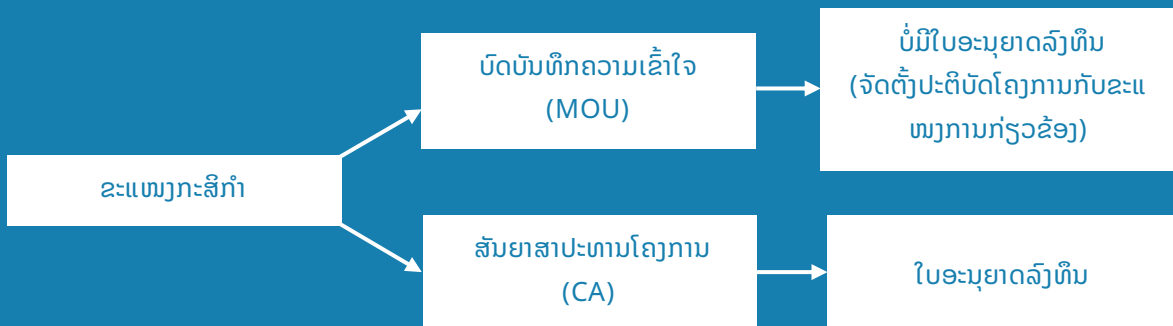 ຂະແໜງກະສິກຳ
ບົດບັນທຶກຄວາມເຂົ້າໃຈ
(MOU)
ບໍ່ມີໃບອະນຸຍາດລົງທຶນ
(ຈັດຕັ້ງປະຕິບັດໂຄງການກັບຂະແ
ໜງການກ່ຽວຂ້ອງ)
ສັນຍາສາປະທານໂຄງການ
(CA)
ໃບອະນຸຍາດລົງທຶນ